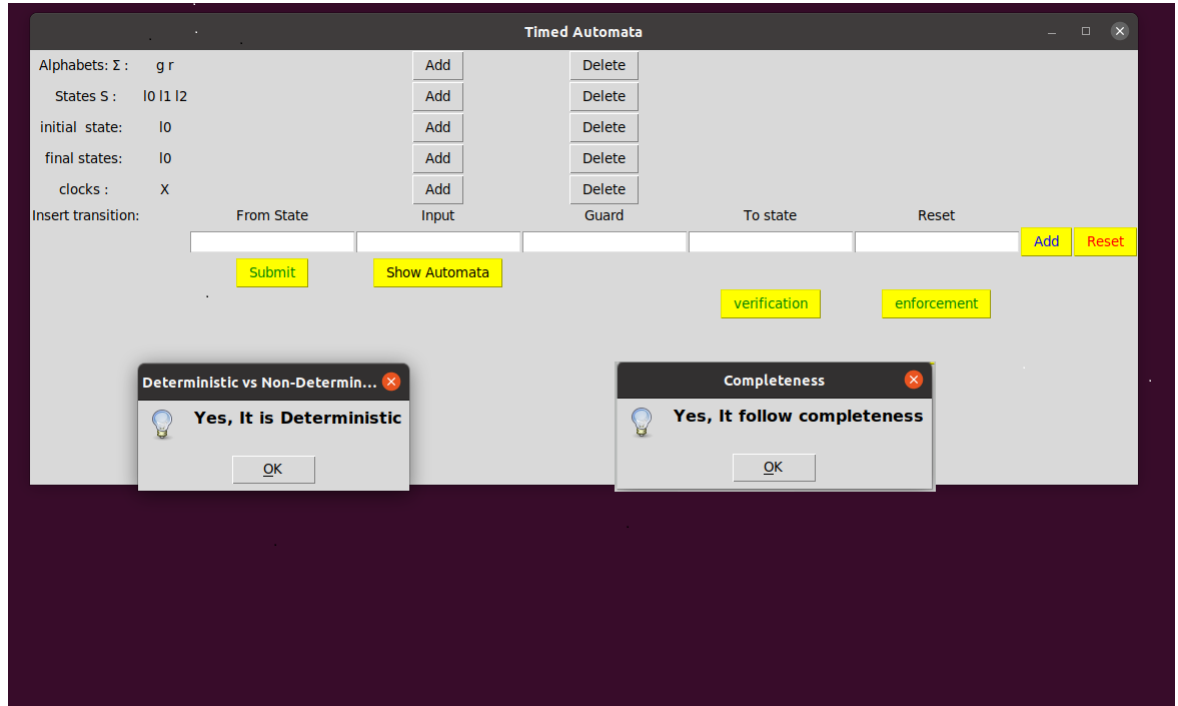 Timed Automata
Alphabets: Σ : g r Add Delete
States S : l0 l1 l2 Add Delete
initial state: l0 Add Delete
final states: l0 Add Delete
clocks : X Add Delete
Insert transition: From State Input Guard To state Reset
Add Reset
Submit Show Automata
verification enforcement
Deterministic vs Non-Determin... Completeness
Yes, It is Deterministic Yes, It follow completeness
OK OK